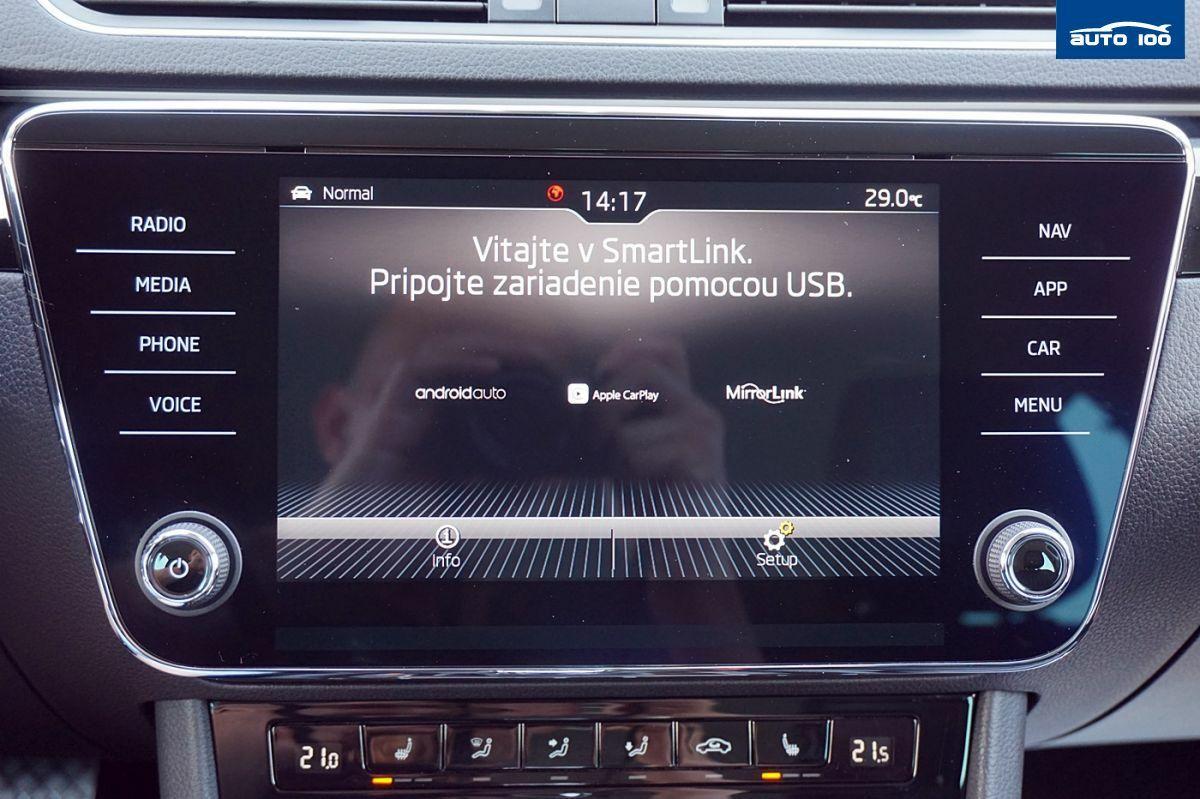 AUTO 100
Normal
14:17
29.0°C
RADIO
MEDIA
PHONE
VOICE
Vitajte v SmartLink.
Pripojte zariadenie pomocou USB.
androidauto
Apple CarPlay
MirrorLink
Info
Setup
NAV
APP
CAR
MENU
21.0
21.5